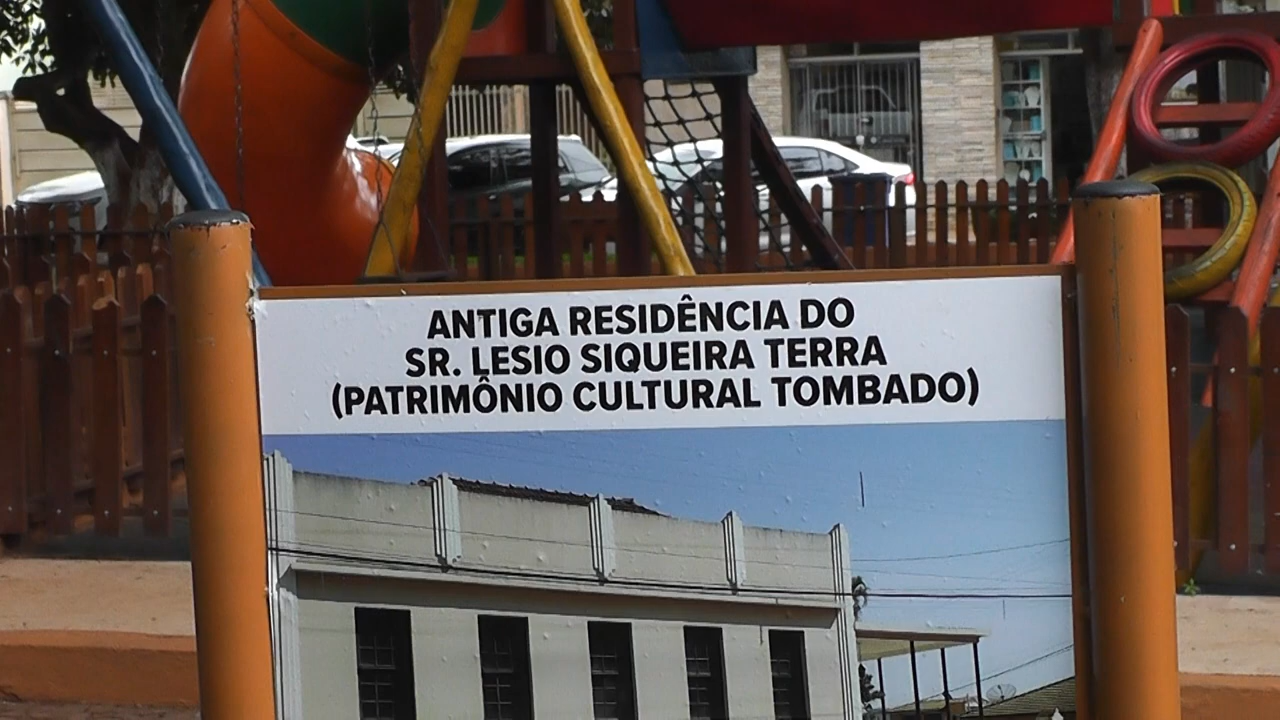 ANTIGA RESIDÊNCIA DO
SR. LESIO SIQUEIRA TERRA
(PATRIMÔNIO CULTURAL TOMBADO)